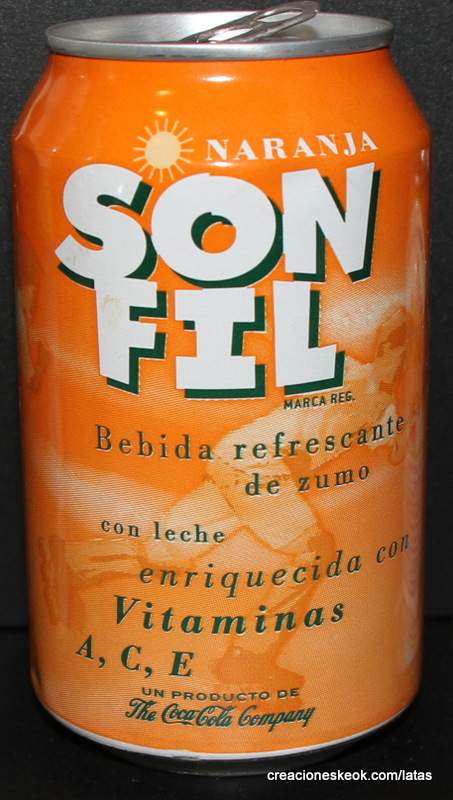 NARANJA
SON
FIL
MARCA REG.
Bebida refrescante
de zumo
con leche
enriquecida con
Vitaminas
A, C, E
UN PRODUCTO DE
The Coca-Cola Company
creacioneskeok.com/latas